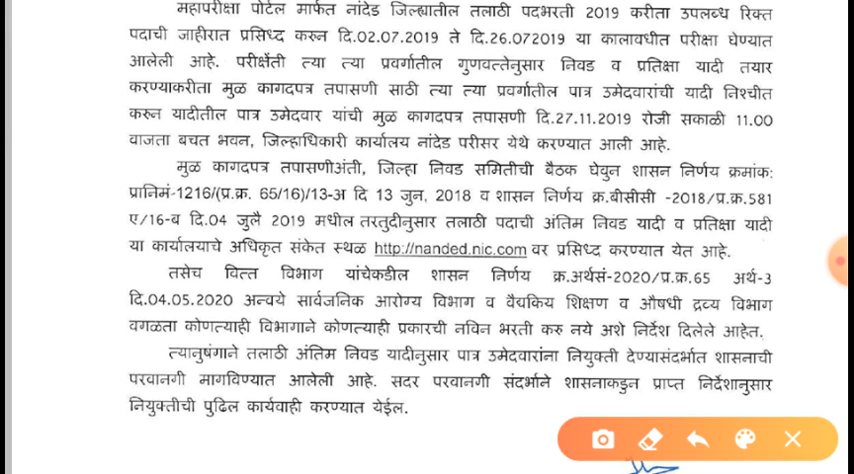 महापरीक्षा पोर्टल मार्फत नांदेड जिल्ह्यातील तलाठी पदभरती 2019 करीता उपलब्ध रिक्त
पदाची जाहीरात प्रसिध्द करुन दि.02.07.2019 ते दि.26.072019 या कालावधीत परीक्षा घेण्यात
आलेली आहे. परीक्षेंती त्या त्या प्रवर्गातील गुणवत्तेनुसार निवड व प्रतिक्षा यादी तयार
करण्याकरीता मुळ कागदपत्र तपासणी साठी त्या त्या प्रवर्गातील पात्र उमेदवारांची यादी निश्चीत
करुन यादीतील पात्र उमेदवार यांची मुळ कागदपत्र तपासणी दि.27.11.2019 रोजी सकाळी 11.00
वाजता बचत भवन, जिल्हाधिकारी कार्यालय नांदेड परीसर येथे करण्यात आली आहे.
मुळ कागदपत्र तपासणीअंती, जिल्हा निवड समितीची बैठक घेवुन शासन निर्णय क्रमांक:
प्रानिमं-1216/(प्र.क्र. 65/16)/13-अ दि 13 जुन, 2018 व शासन निर्णय क्र.बीसीसी -2018/प्र.क्र.581
ए/16-ब दि.04 जुलै 2019 मधील तरतुदीनुसार तलाठी पदाची अंतिम निवड यादी व प्रतिक्षा यादी
या कार्यालयाचे अधिकृत संकेत स्थळ http://nanded.nic.com वर प्रसिध्द करण्यात येत आहे.
तसेच वित्त विभाग यांचेकडील शासन निर्णय क्र.अर्थसं-2020/प्र.क्र.65 अर्थ-3
दि.04.05.2020 अन्वये सार्वजनिक आरोग्य विभाग व वैद्यकिय शिक्षण व औषधी द्रव्य विभाग
वगळता कोणत्याही विभागाने कोणत्याही प्रकारची नविन भरती करु नये अशे निर्देश दिलेले आहेत.
त्यानुषंगाने तलाठी अंतिम निवड यादीनुसार पात्र उमेदवारांना नियुक्ती देण्यासंदर्भात शासनाची
परवानगी मागविण्यात आलेली आहे. सदर परवानगी संदर्भाने शासनाकडुन प्राप्त निर्देशानुसार
नियुक्तीची पुढिल कार्यवाही करण्यात येईल.